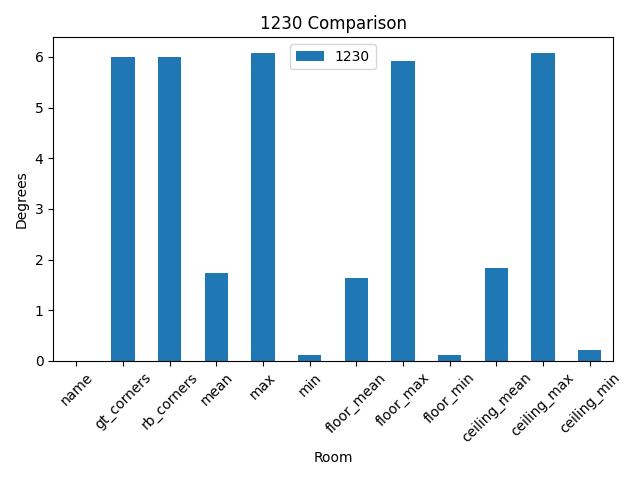 1230 Comparison
1230
6
5
4
3
2
1
0
Degrees
name
gt_corners
rb_corners
mean
max
min
floor_mean
floor_max
floor_min
ceiling_mean
ceiling_max
ceiling_min
Room